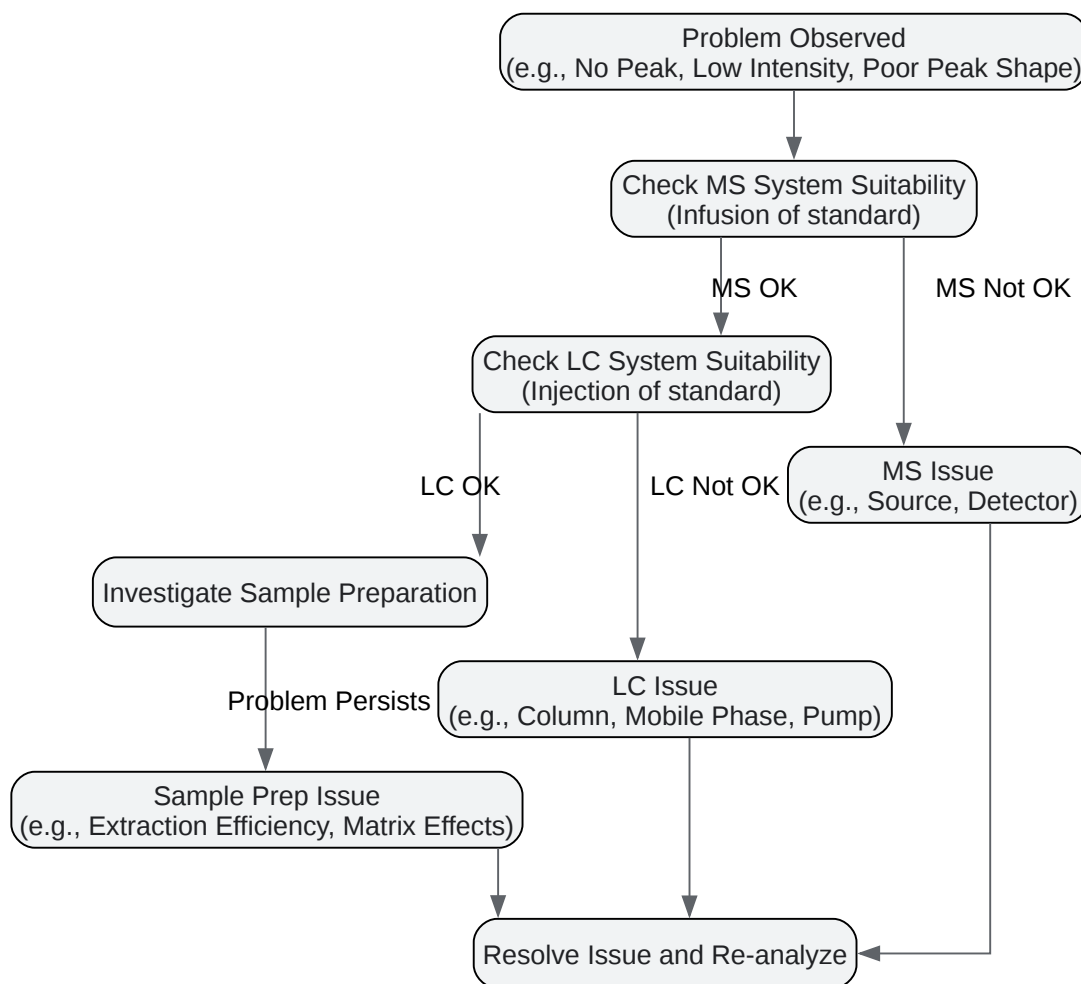 Problem Observed
(e.g., No Peak, Low Intensity, Poor Peak Shape)
Check MS System Suitability
(Infusion of standard)
MS OK
MS Not OK
Check LC System Suitability
(Injection of standard)
LC OK
LC Not OK
MS Issue
(e.g., Source, Detector)
Investigate Sample Preparation
Problem Persists
LC Issue
(e.g., Column, Mobile Phase, Pump)
Sample Prep Issue
(e.g., Extraction Efficiency, Matrix Effects)
Resolve Issue and Re-analyze